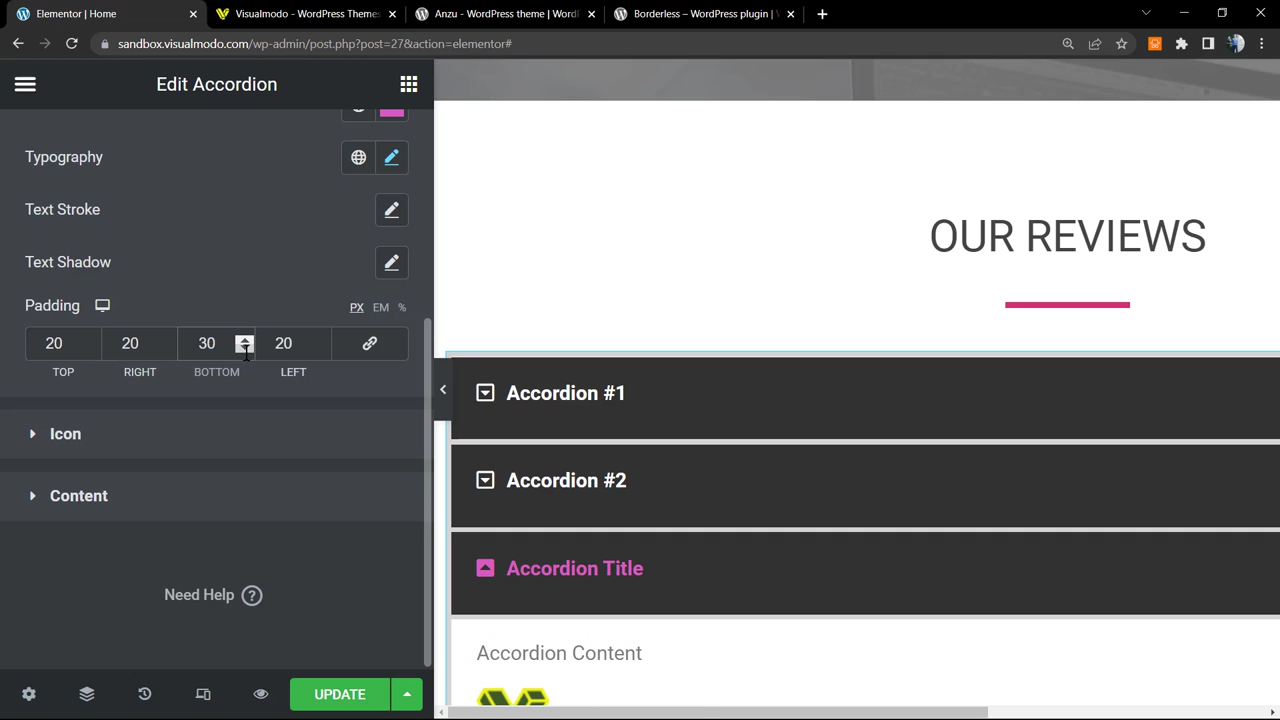 Elementor | Home
Visualmodo - WordPress Themes
Anzu - WordPress theme | Word
Borderless – WordPress plugin |
sandbox.visualmodo.com/wp-admin/post.php?post=27&action=elementor#
Edit Accordion
Typography
Text Stroke
Text Shadow
Padding
PX EM %
20 20 30 20
TOP RIGHT BOTTOM LEFT
Icon
Content
Need Help ?
UPDATE
OUR REVIEWS
Accordion #1
Accordion #2
Accordion Title
Accordion Content